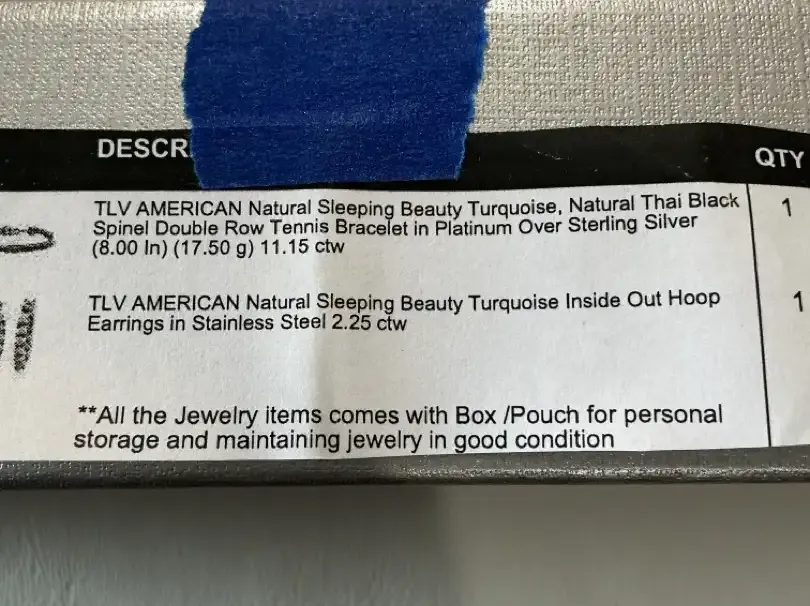 DESCR
QTY
TLV AMERICAN Natural Sleeping Beauty Turquoise, Natural Thai Black
1
Spinel Double Row Tennis Bracelet in Platinum Over Sterling Silver
(8.00 In) (17.50 g) 11.15 ctw
TLV AMERICAN Natural Sleeping Beauty Turquoise Inside Out Hoop
1
Earrings in Stainless Steel 2.25 ctw
**All the Jewelry items comes with Box /Pouch for personal
storage and maintaining jewelry in good condition